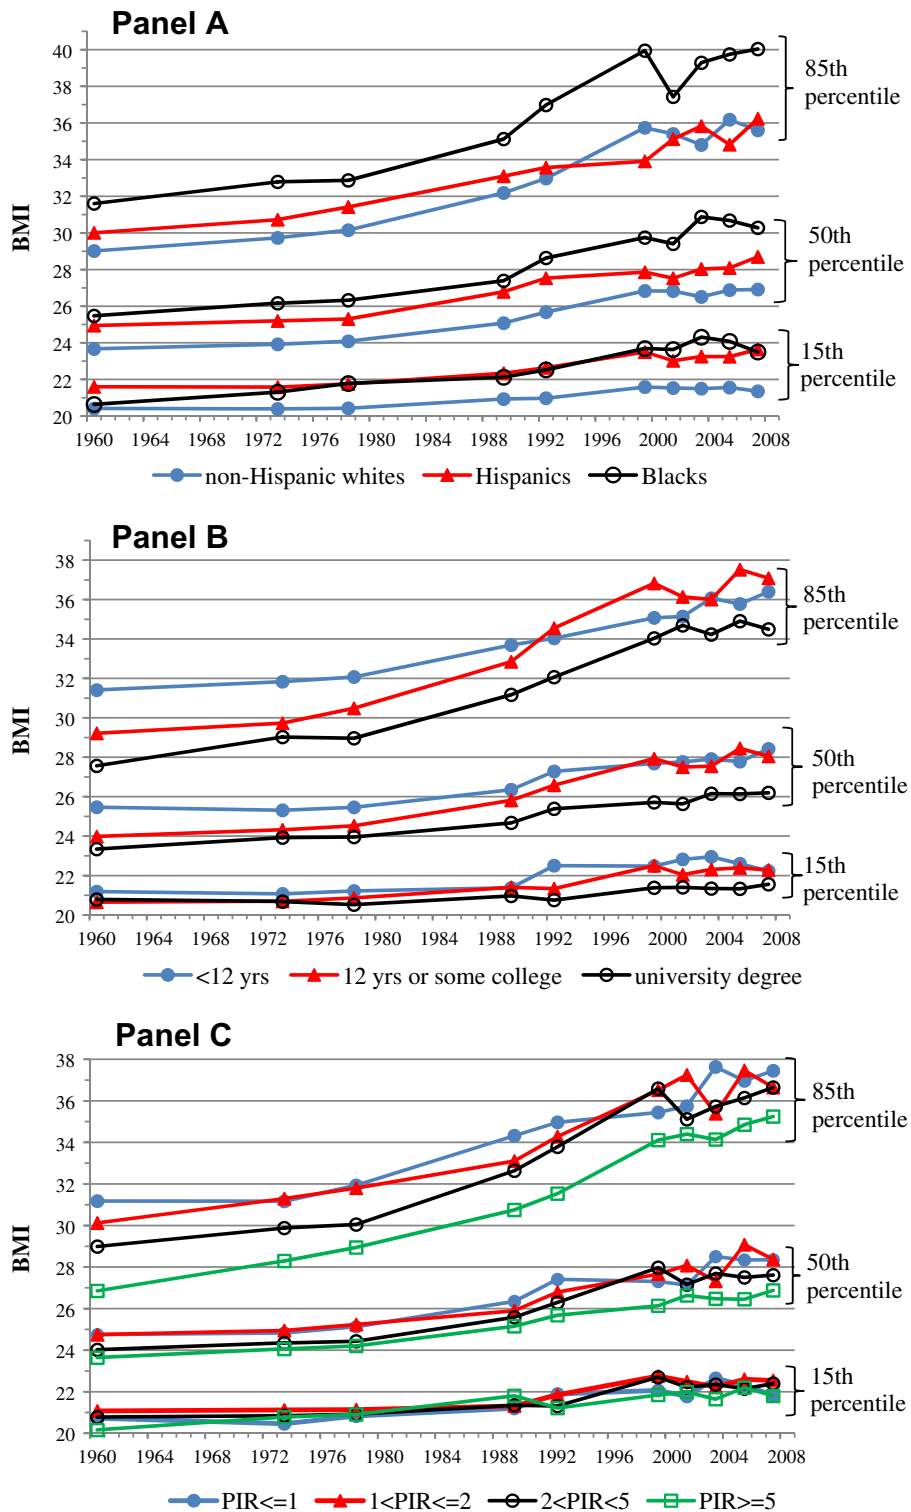 Panel A
BMI
40
38
36
34
32
30
28
26
24
22
20
1960 1964 1968 1972 1976 1980 1984 1988 1992 1996 2000 2004 2008
85th
percentile
50th
percentile
15th
percentile
non-Hispanic whites Hispanics Blacks
Panel B
BMI
38
36
34
32
30
28
26
24
22
20
1960 1964 1968 1972 1976 1980 1984 1988 1992 1996 2000 2004 2008
85th
percentile
50th
percentile
15th
percentile
<12 yrs 12 yrs or some college university degree
Panel C
BMI
38
36
34
32
30
28
26
24
22
20
1960 1964 1968 1972 1976 1980 1984 1988 1992 1996 2000 2004 2008
85th
percentile
50th
percentile
15th
percentile
PIR<=1 1<PIR<=2 2<PIR<5 PIR>=5